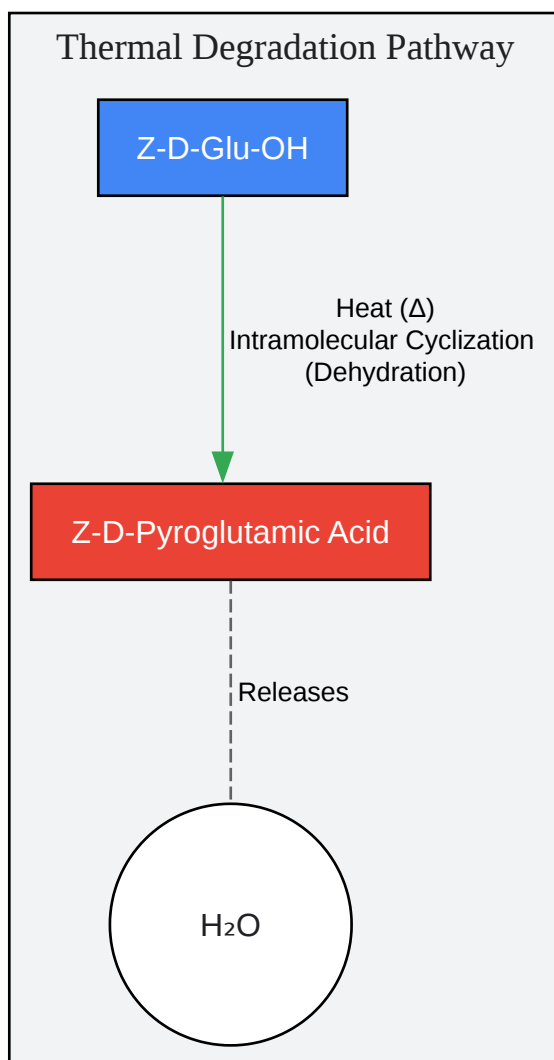 Thermal Degradation Pathway
Z-D-Glu-OH
Heat (Δ)
Intramolecular Cyclization
(Dehydration)
Z-D-Pyroglutamic Acid
Releases
H₂O